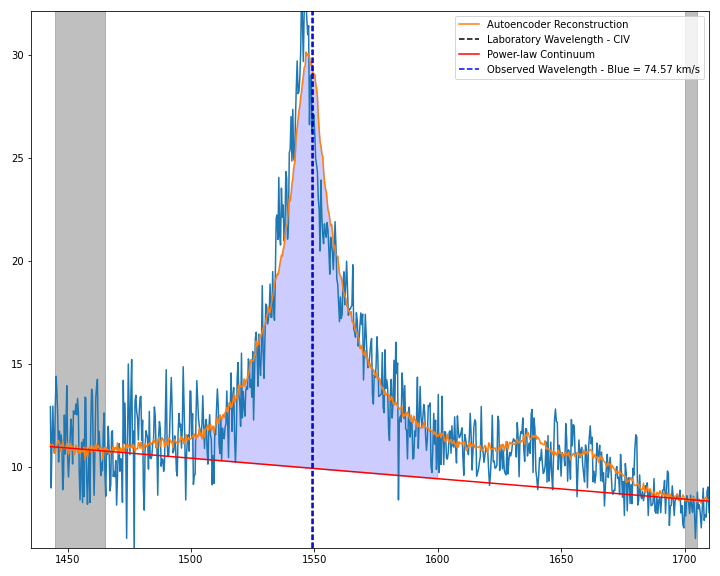 Autoencoder Reconstruction
Laboratory Wavelength - CIV
Power-law Continuum
Observed Wavelength - Blue = 74.57 km/s
30
25
20
15
10
1450 1500 1550 1600 1650 1700